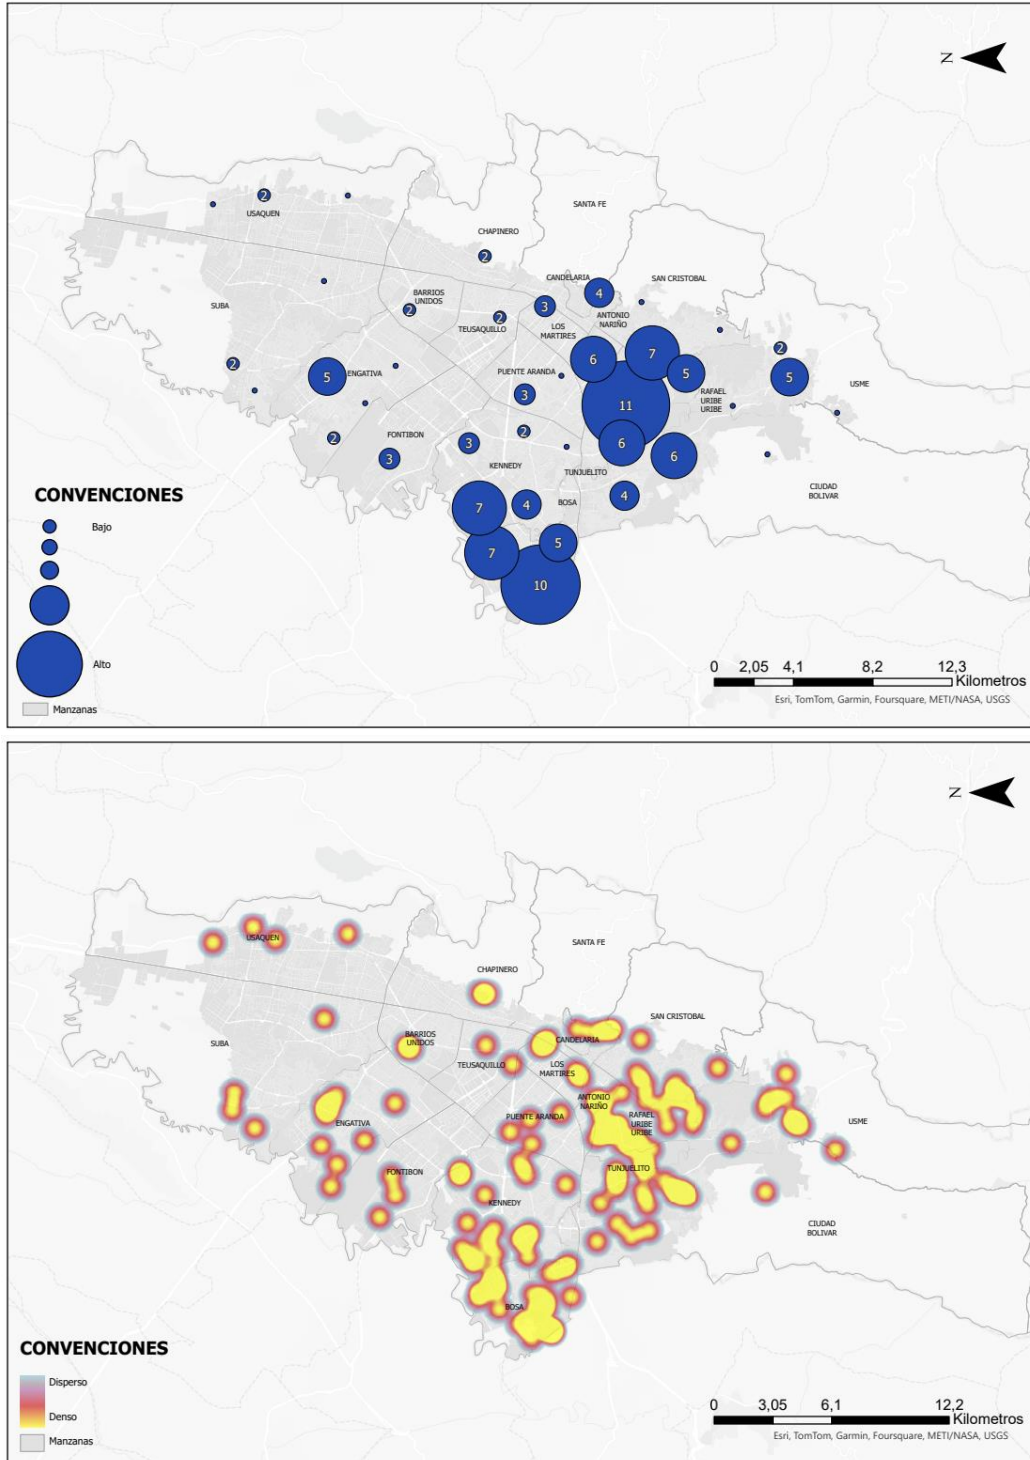 N
SANTA FE
2
USAQUEN
CHAPINERO
2
CANDELARIA
SAN CRISTOBAL
4
BARRIOS
UNIDOS
2
SUBA
3
ANTONIO
NARIÑO
TEUSAQUILLO
2
LOS
MARTIRES
2
6
7
2
5
ENGATIVA
PUENTE ARANDA
5
5
USME
3
11
RAFAEL
URIBE
URIBE
2
FONTIBON
3
3
2
6
6
KENNEDY
TUNJUELITO
CIUDAD
BOLIVAR
4
7
4
BOSA
7
5
10
CONVENCIONES
Bajo
Alto
Manzanas
0 2,05 4,1 8,2 12,3
Kilometros
Esri, TomTom, Garmin, Foursquare, METI/NASA, USGS
N
USAQUEN
SANTA FE
CHAPINERO
SAN CRISTOBAL
SUBA
BARRIOS
UNIDOS
CANDELARIA
TEUSAQUILLO
LOS
MARTIRES
ANTONIO
NARIÑO
ENGATIVA
PUENTE ARANDA
RAFAEL
URIBE
URIBE
USME
FONTIBON
TUNJUELITO
KENNEDY
CIUDAD
BOLIVAR
BOSA
CONVENCIONES
Disperso
Denso
Manzanas
0 3,05 6,1 12,2
Kilometros
Esri, TomTom, Garmin, Foursquare, METI/NASA, USGS